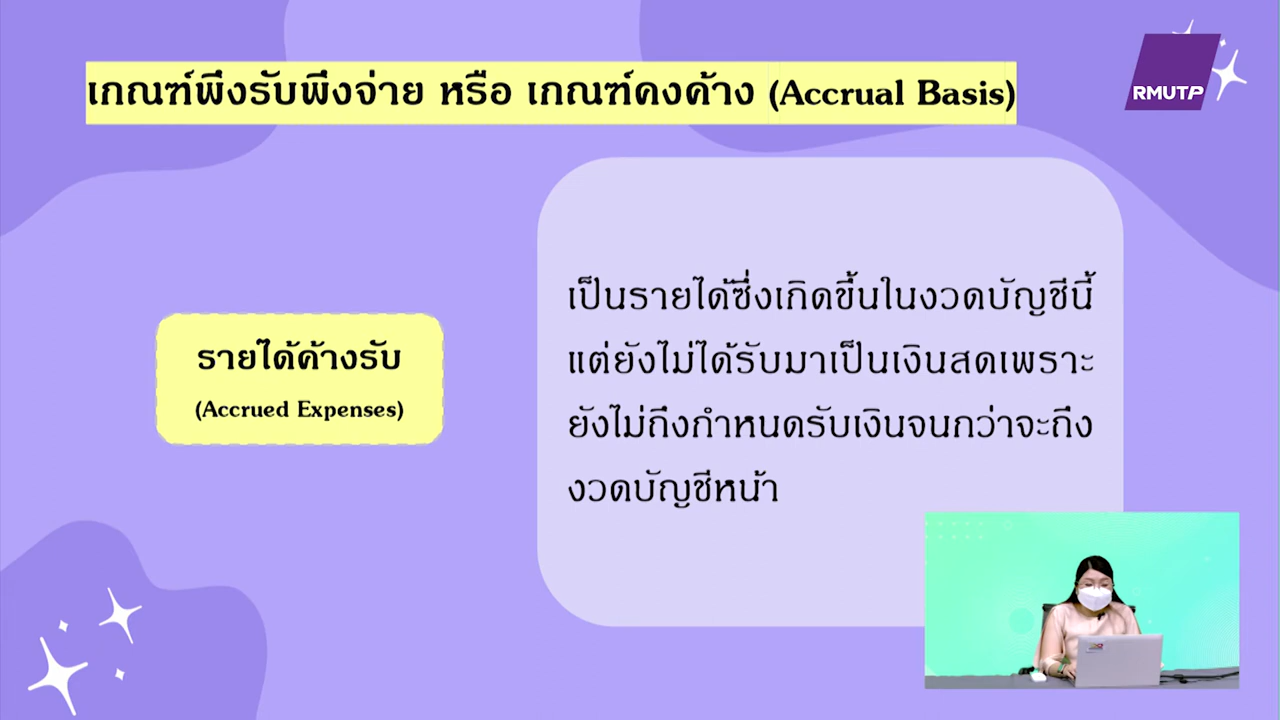 เกณฑ์พึงรับพึงจ่าย หรือ เกณฑ์คงค้าง (Accrual Basis)
RMUTP
รายได้ค้างรับ
(Accrued Expenses)
เป็นรายได้ซึ่งเกิดขึ้นในงวดบัญชีนี้
แต่ยังไม่ได้รับมาเป็นเงินสดเพราะ
ยังไม่ถึงกำหนดรับเงินจนกว่าจะถึง
งวดบัญชีหน้า